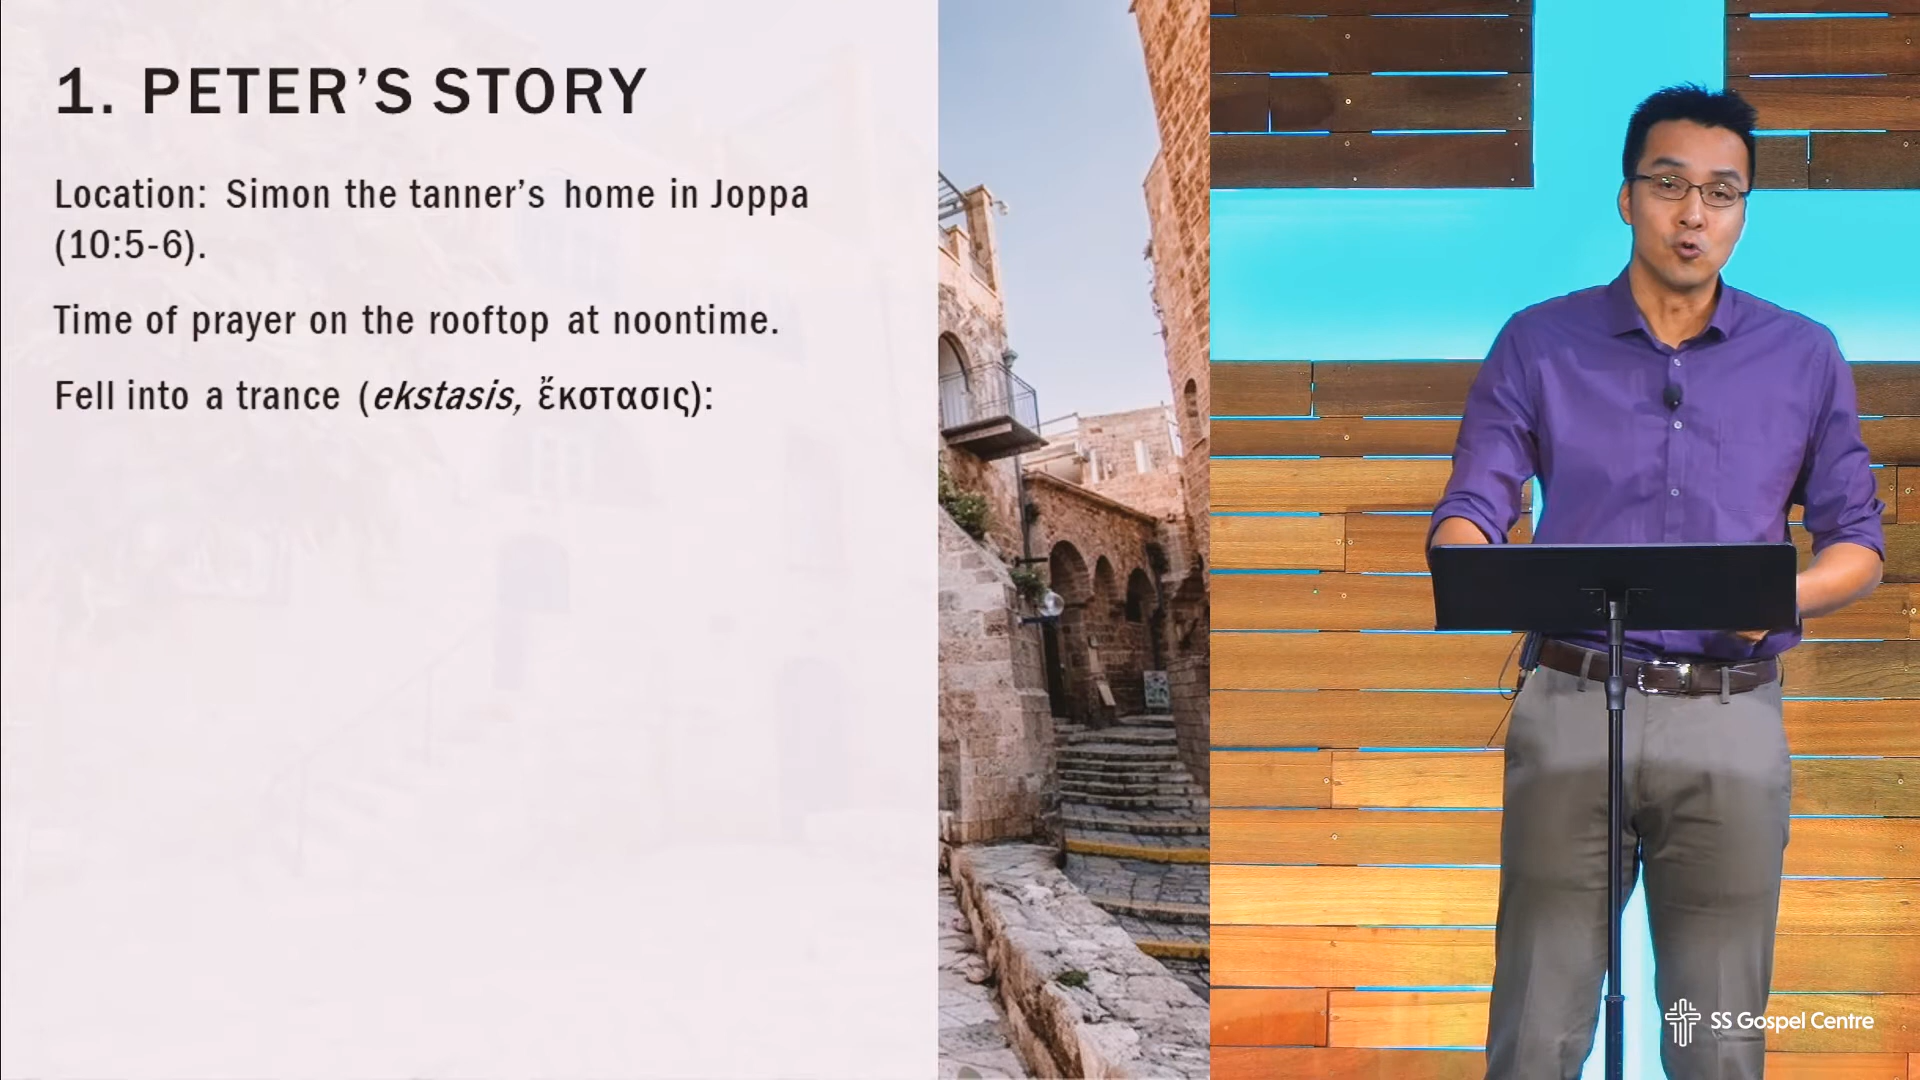 1. PETER’S STORY
Location: Simon the tanner’s home in Joppa
(10:5-6).
Time of prayer on the rooftop at noontime.
Fell into a trance (ekstasis, ἔκστασις):
SS Gospel Centre